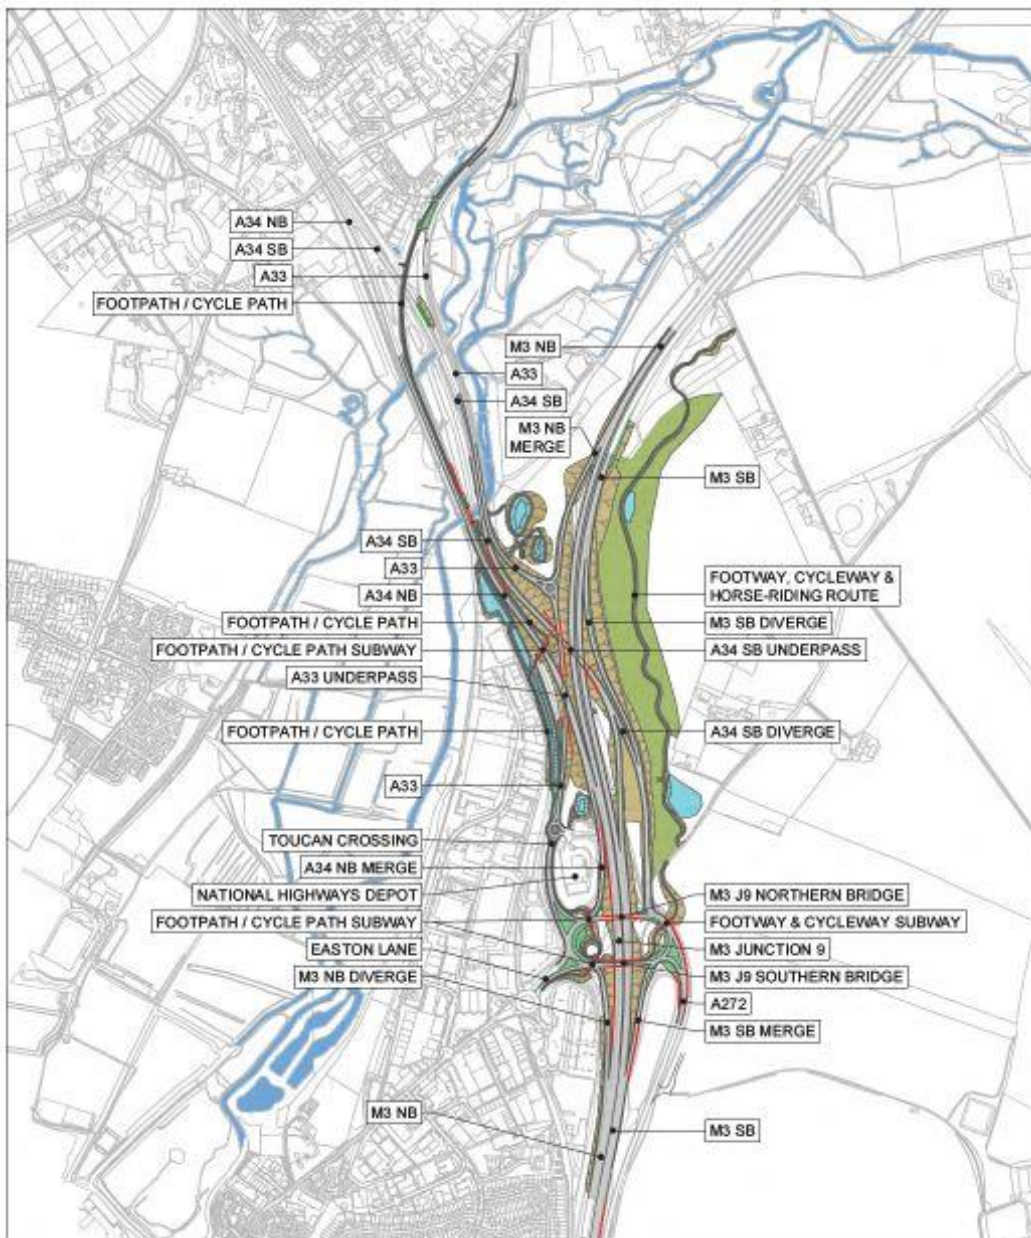 A34 NB
A34 SB
A33
FOOTPATH / CYCLE PATH
M3 NB
A33
A34 SB
M3 NB
MERGE
M3 SB
A34 SB
A33
A34 NB
FOOTPATH / CYCLE PATH
FOOTPATH / CYCLE PATH SUBWAY
A33 UNDERPASS
FOOTPATH / CYCLE PATH
A33
FOOTWAY, CYCLEWAY &
HORSE-RIDING ROUTE
M3 SB DIVERGE
A34 SB UNDERPASS
A34 SB DIVERGE
TOUCAN CROSSING
A34 NB MERGE
NATIONAL HIGHWAYS DEPOT
FOOTPATH / CYCLE PATH SUBWAY
EASTON LANE
M3 NB DIVERGE
M3 J9 NORTHERN BRIDGE
FOOTWAY & CYCLEWAY SUBWAY
M3 JUNCTION 9
M3 J9 SOUTHERN BRIDGE
A272
M3 SB MERGE
M3 NB
M3 SB